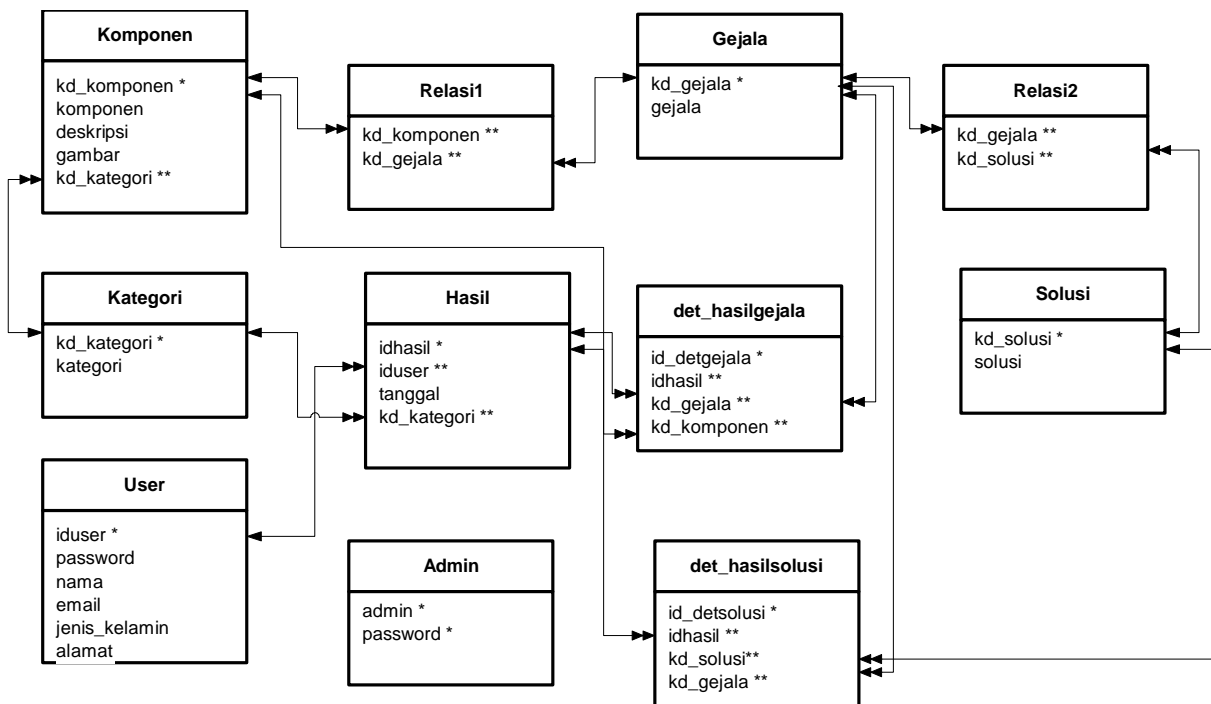 Komponen
kd_komponen *
komponen
deskripsi
gambar
kd_kategori **
Relasi1
kd_komponen **
kd_gejala **
Gejala
kd_gejala *
gejala
Relasi2
kd_gejala **
kd_solusi **
Kategori
kd_kategori *
kategori
Hasil
idhasil *
iduser **
tanggal
kd_kategori **
det_hasilgejala
id_detgejala *
idhasil **
kd_gejala **
kd_komponen **
Solusi
kd_solusi *
solusi
User
iduser *
password
nama
email
jenis_kelamin
alamat
Admin
admin *
password *
det_hasilsolusi
id_detsolusi *
idhasil **
kd_solusi**
kd_gejala **